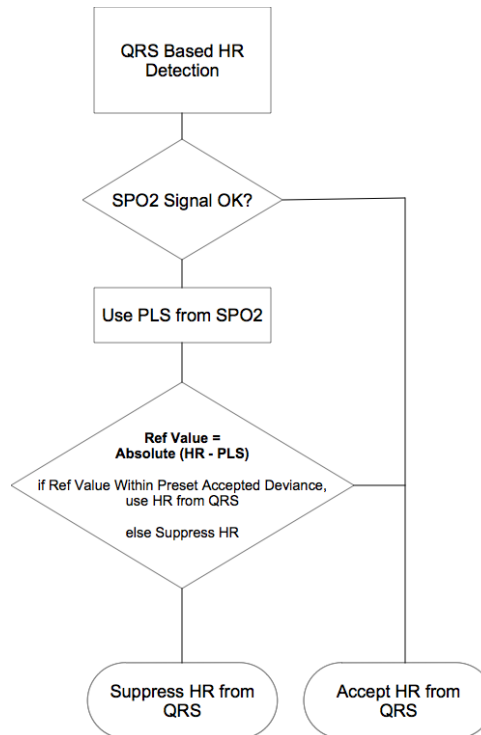 QRS Based HR
Detection
SPO2 Signal OK?
Use PLS from SPO2
Ref Value =
Absolute (HR - PLS)
if Ref Value Within Preset Accepted Deviance,
use HR from QRS
else Suppress HR
Suppress HR from
QRS
Accept HR from
QRS